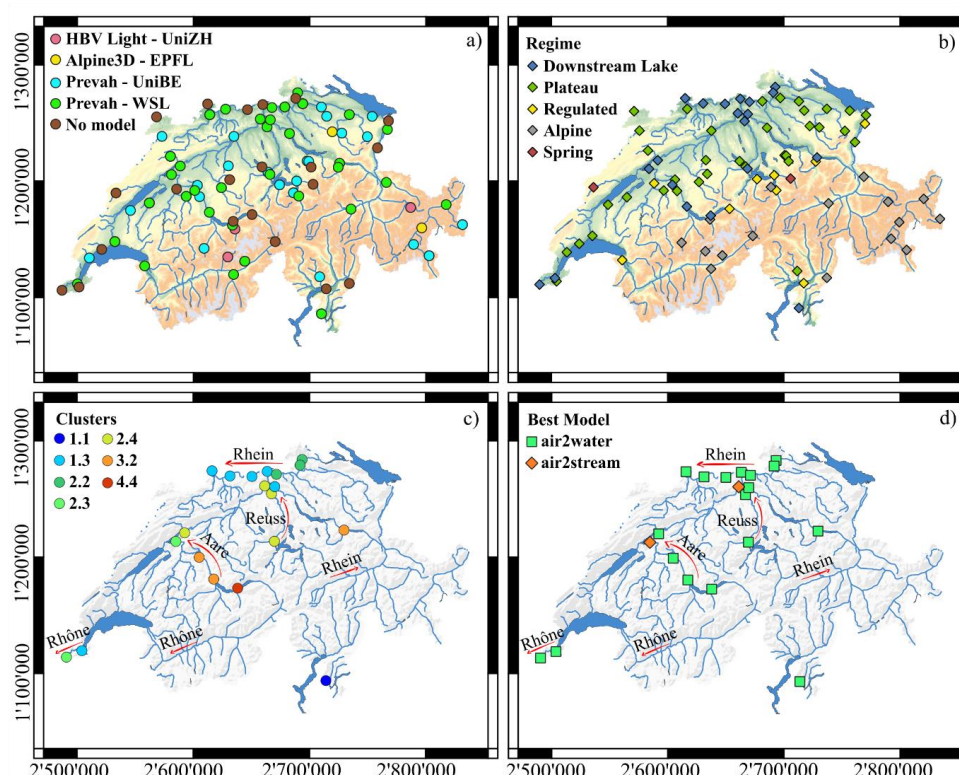 a)
HBV Light - UniZH
Alpine3D - EPFL
Prevah - UniBE
Prevah - WSL
No model
1'300'000
1'200'000
1'100'000
b)
Regime
Downstream Lake
Plateau
Regulated
Alpine
Spring
c)
Clusters
1.1
2.4
1.3
3.2
2.2
4.4
2.3
Rhein
Reuss
Aare
Rhein
Rhône
Rhône
1'300'000
1'200'000
1'100'000
2'500'000
2'600'000
2'700'000
2'800'000
d)
Best Model
air2water
air2stream
Rhein
Reuss
Aare
Rhein
Rhône
Rhône
2'500'000
2'600'000
2'700'000
2'800'000